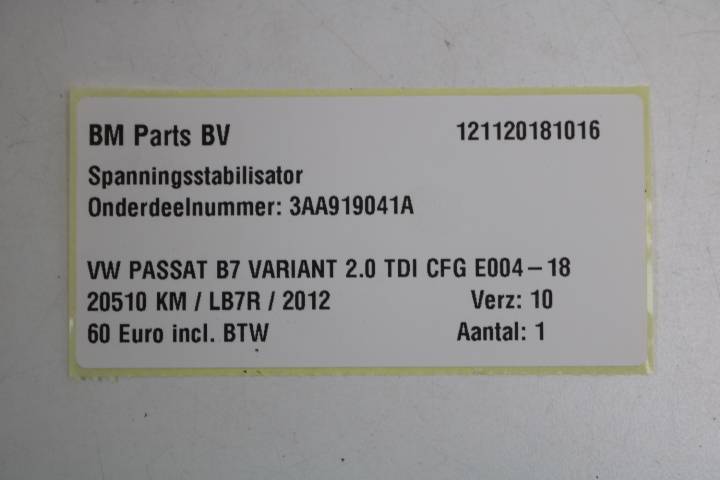 BM Parts BV 121120181016
Spanningsstabilisator
Onderdeelnummer: 3AA919041A
VW PASSAT B7 VARIANT 2.0 TDI CFG E004-18
20510 KM / LB7R / 2012 Verz: 10
60 Euro incl. BTW Aantal: 1